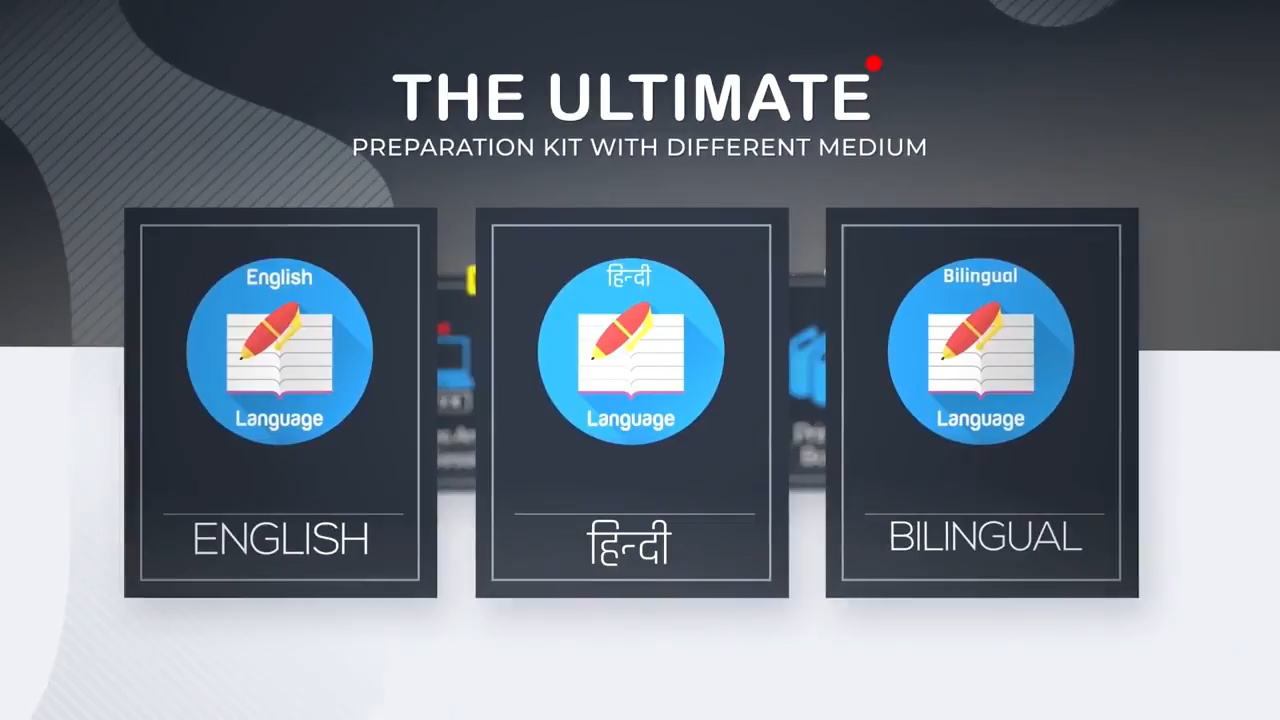 THE ULTIMATE
PREPARATION KIT WITH DIFFERENT MEDIUM
English
Language
ENGLISH
हिन्दी
Language
हिन्दी
Bilingual
Language
BILINGUAL